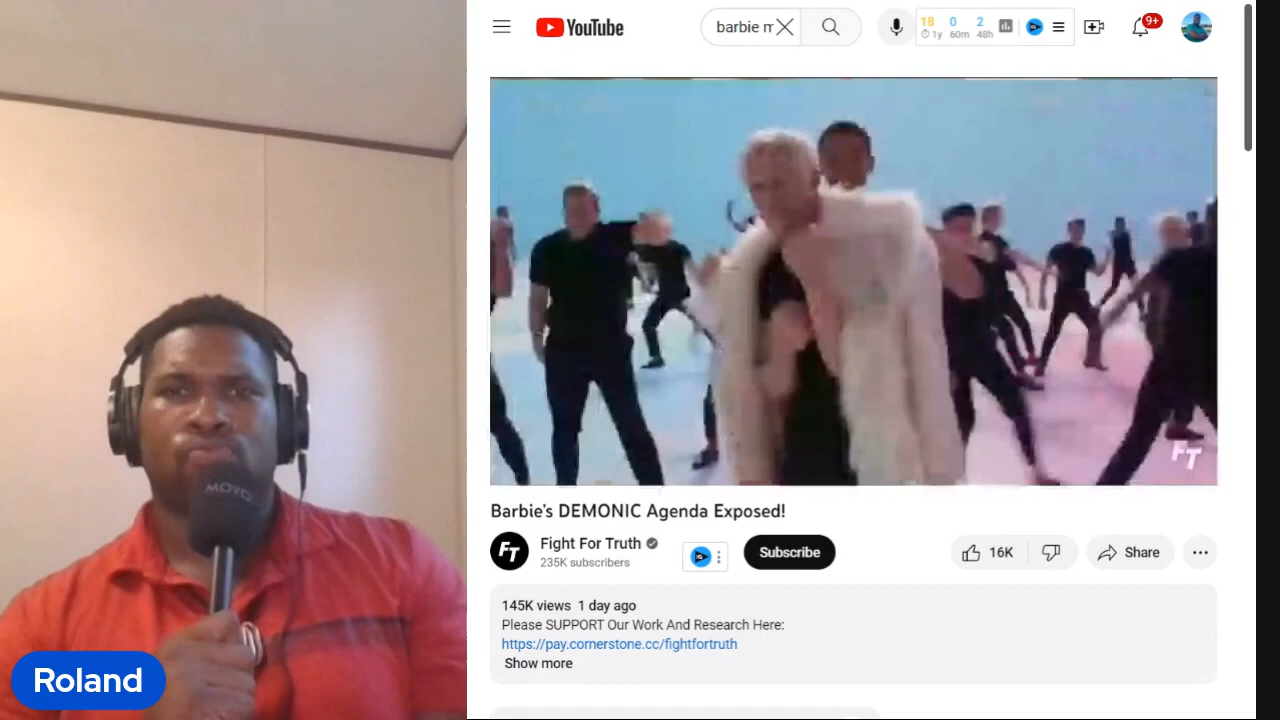 YouTube
barbie m
18 0 2
1y 60m 48h
9+
MOVO
FT
Barbie's DEMONIC Agenda Exposed!
FT
Fight For Truth
235K subscribers
Subscribe
16K
Share
145K views 1 day ago
Please SUPPORT Our Work And Research Here:
https://pay.cornerstone.cc/fightfortruth
Show more
Roland